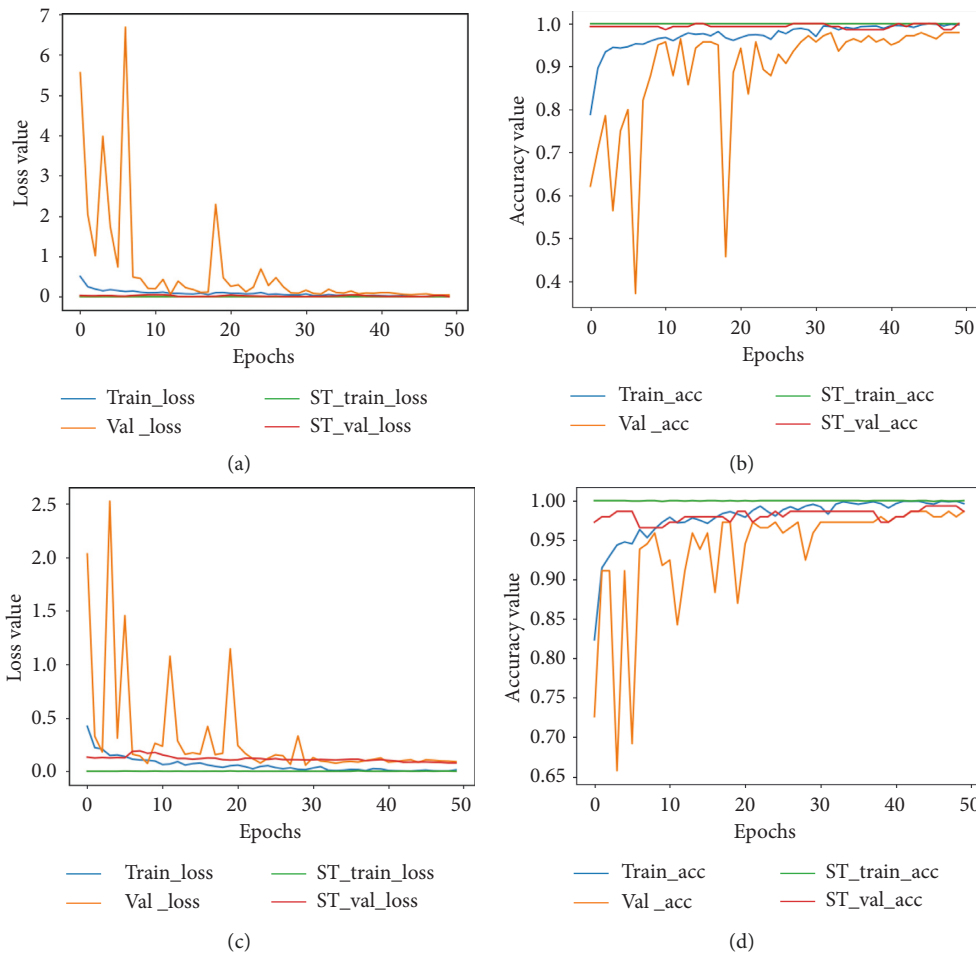 7
6
5
4
3
2
1
0
Loss value
0 10 20 30 40 50
Epochs
Train_loss ST_train_loss
Val _loss ST_val_loss
(a)
1.0
0.9
0.8
0.7
0.6
0.5
0.4
Accuracy value
0 10 20 30 40 50
Epochs
Train_acc ST_train_acc
Val _acc ST_val_acc
(b)
2.5
2.0
1.5
1.0
0.5
0.0
Loss value
0 10 20 30 40 50
Epochs
Train_loss ST_train_loss
Val _loss ST_val_loss
(c)
1.00
0.95
0.90
0.85
0.80
0.75
0.70
0.65
Accuracy value
0 10 20 30 40 50
Epochs
Train_acc ST_train_acc
Val _acc ST_val_acc
(d)